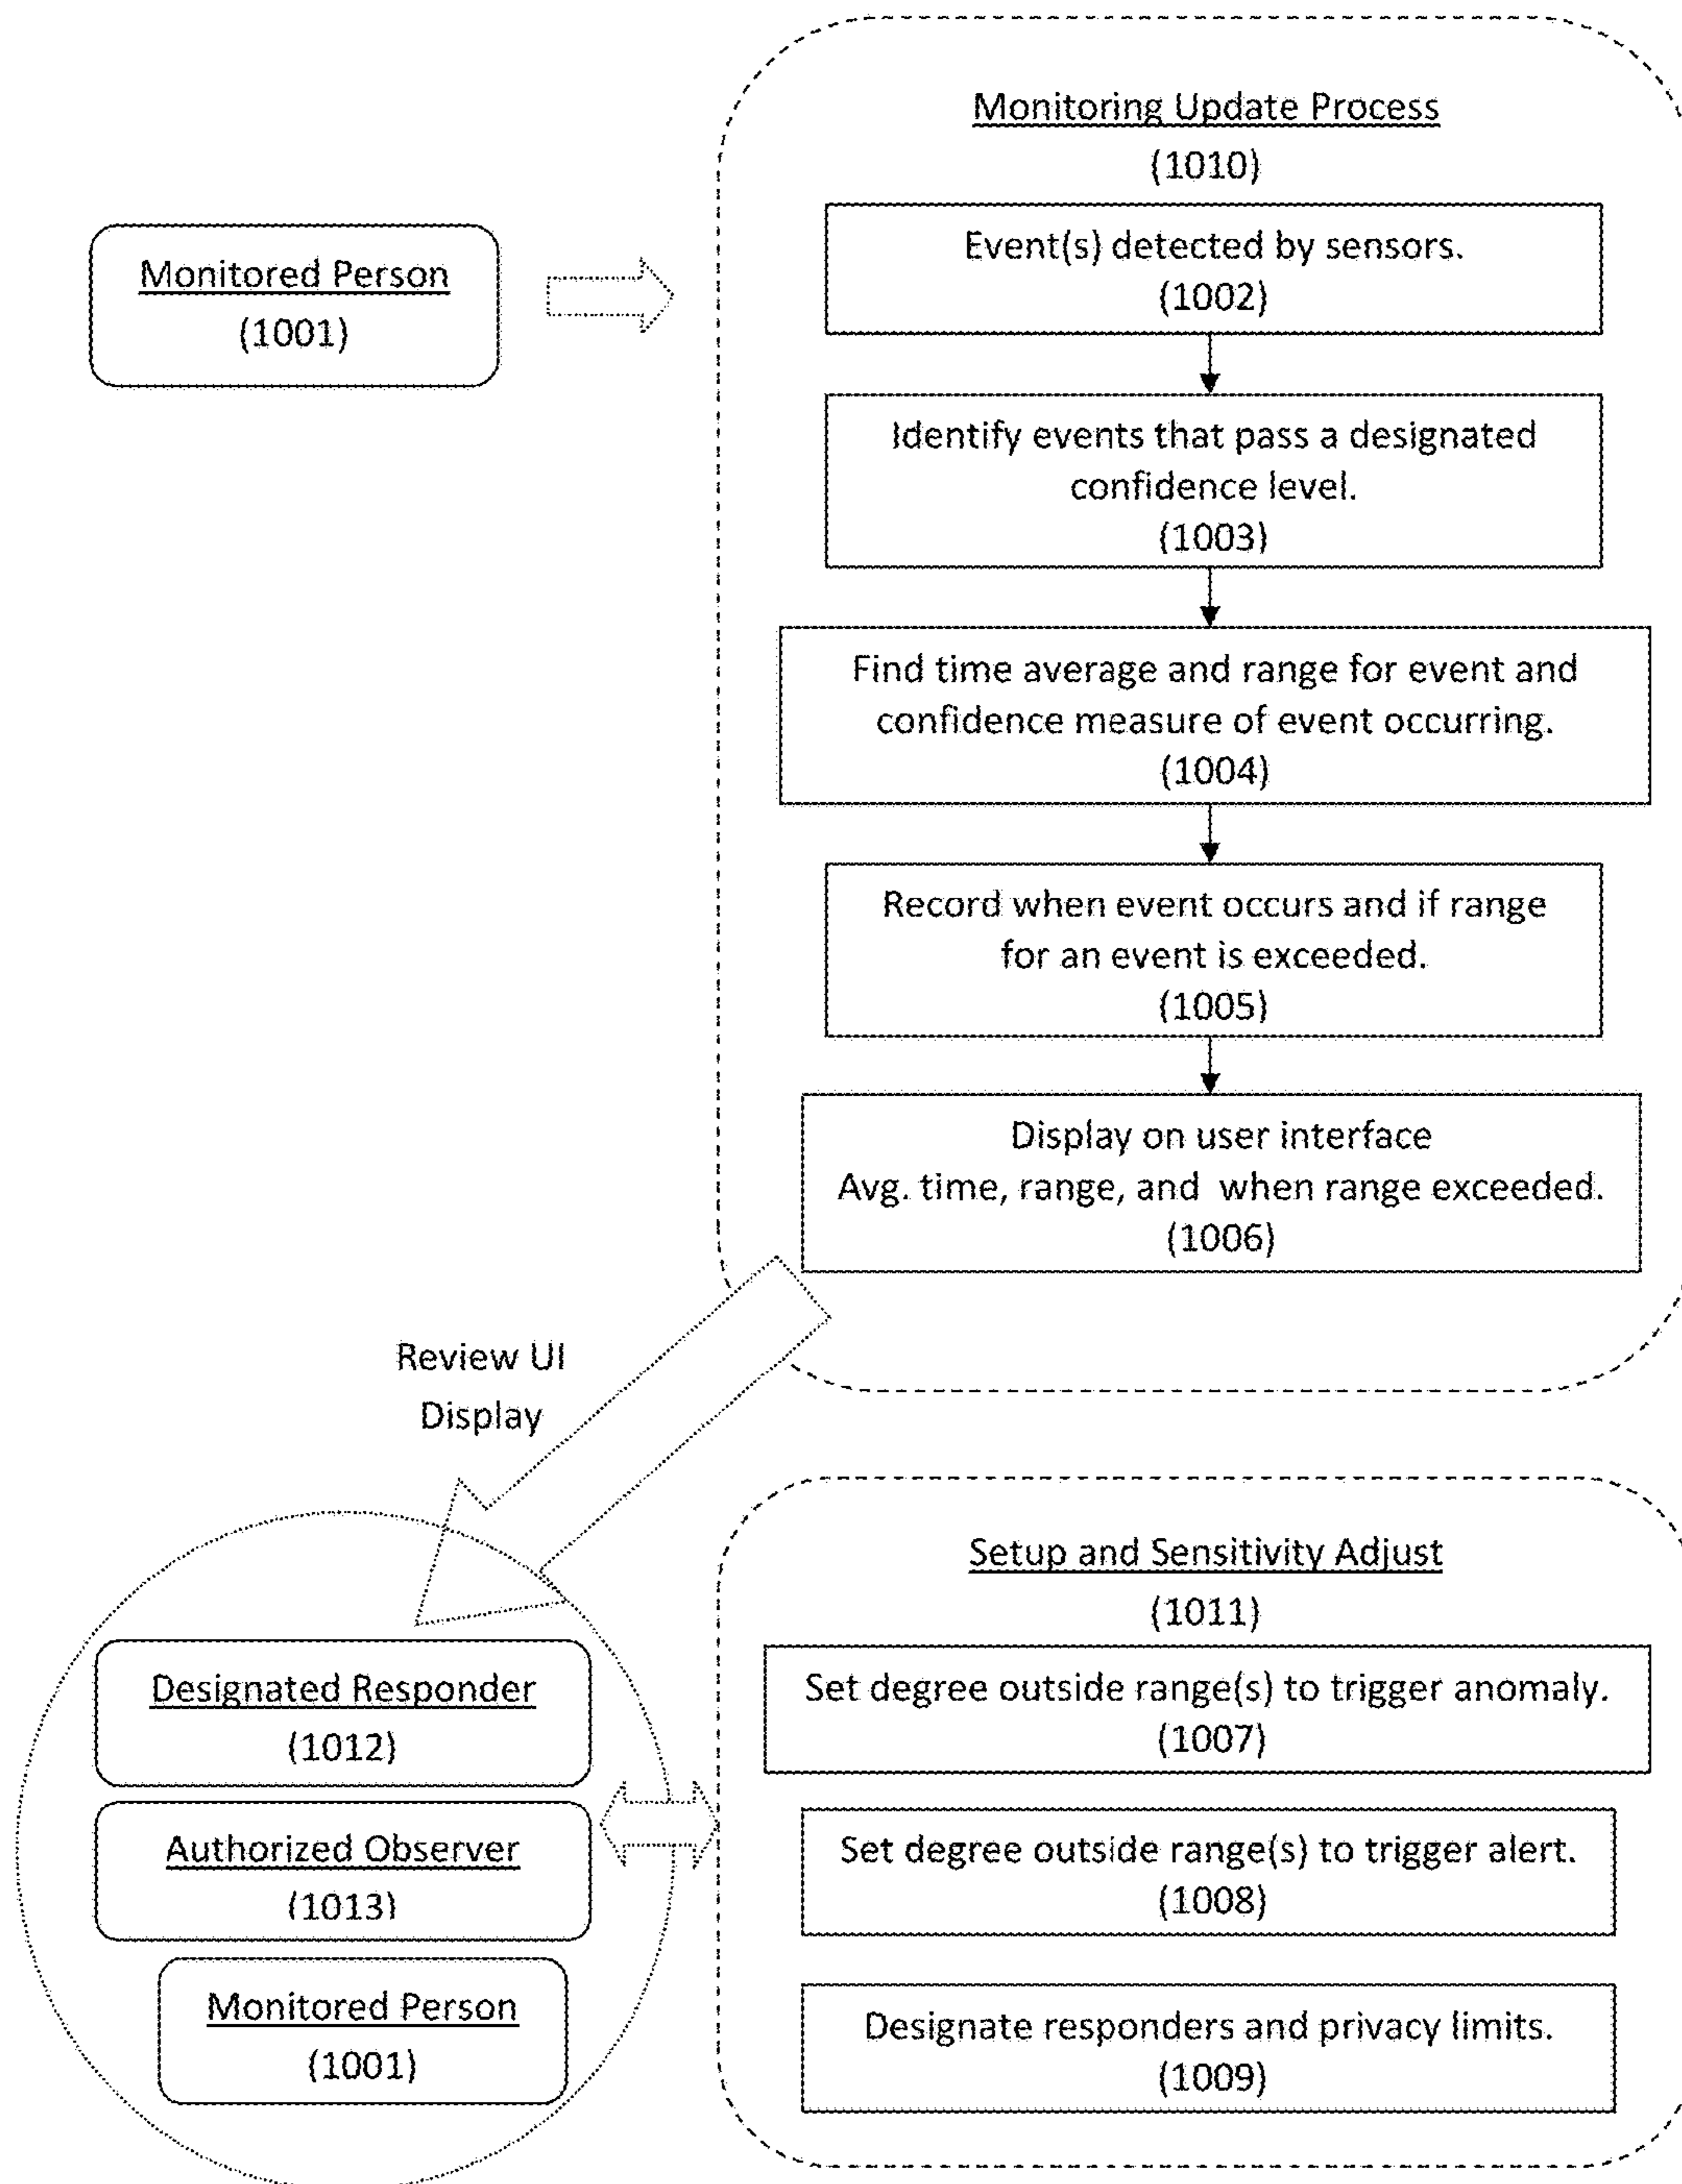 Monitoring Update Process
(1010)
Monitored Person
(1001)
Event(s) detected by sensors.
(1002)
Identify events that pass a designated
confidence level.
(1003)
Find time average and range for event and
confidence measure of event occurring.
(1004)
Record when event occurs and if range
for an event is exceeded.
(1005)
Display on user interface
Avg. time, range, and when range exceeded.
(1006)
Review UI
Display
Designated Responder
(1012)
Authorized Observer
(1013)
Monitored Person
(1001)
Setup and Sensitivity Adjust
(1011)
Set degree outside range(s) to trigger anomaly.
(1007)
Set degree outside range(s) to trigger alert.
(1008)
Designate responders and privacy limits.
(1009)